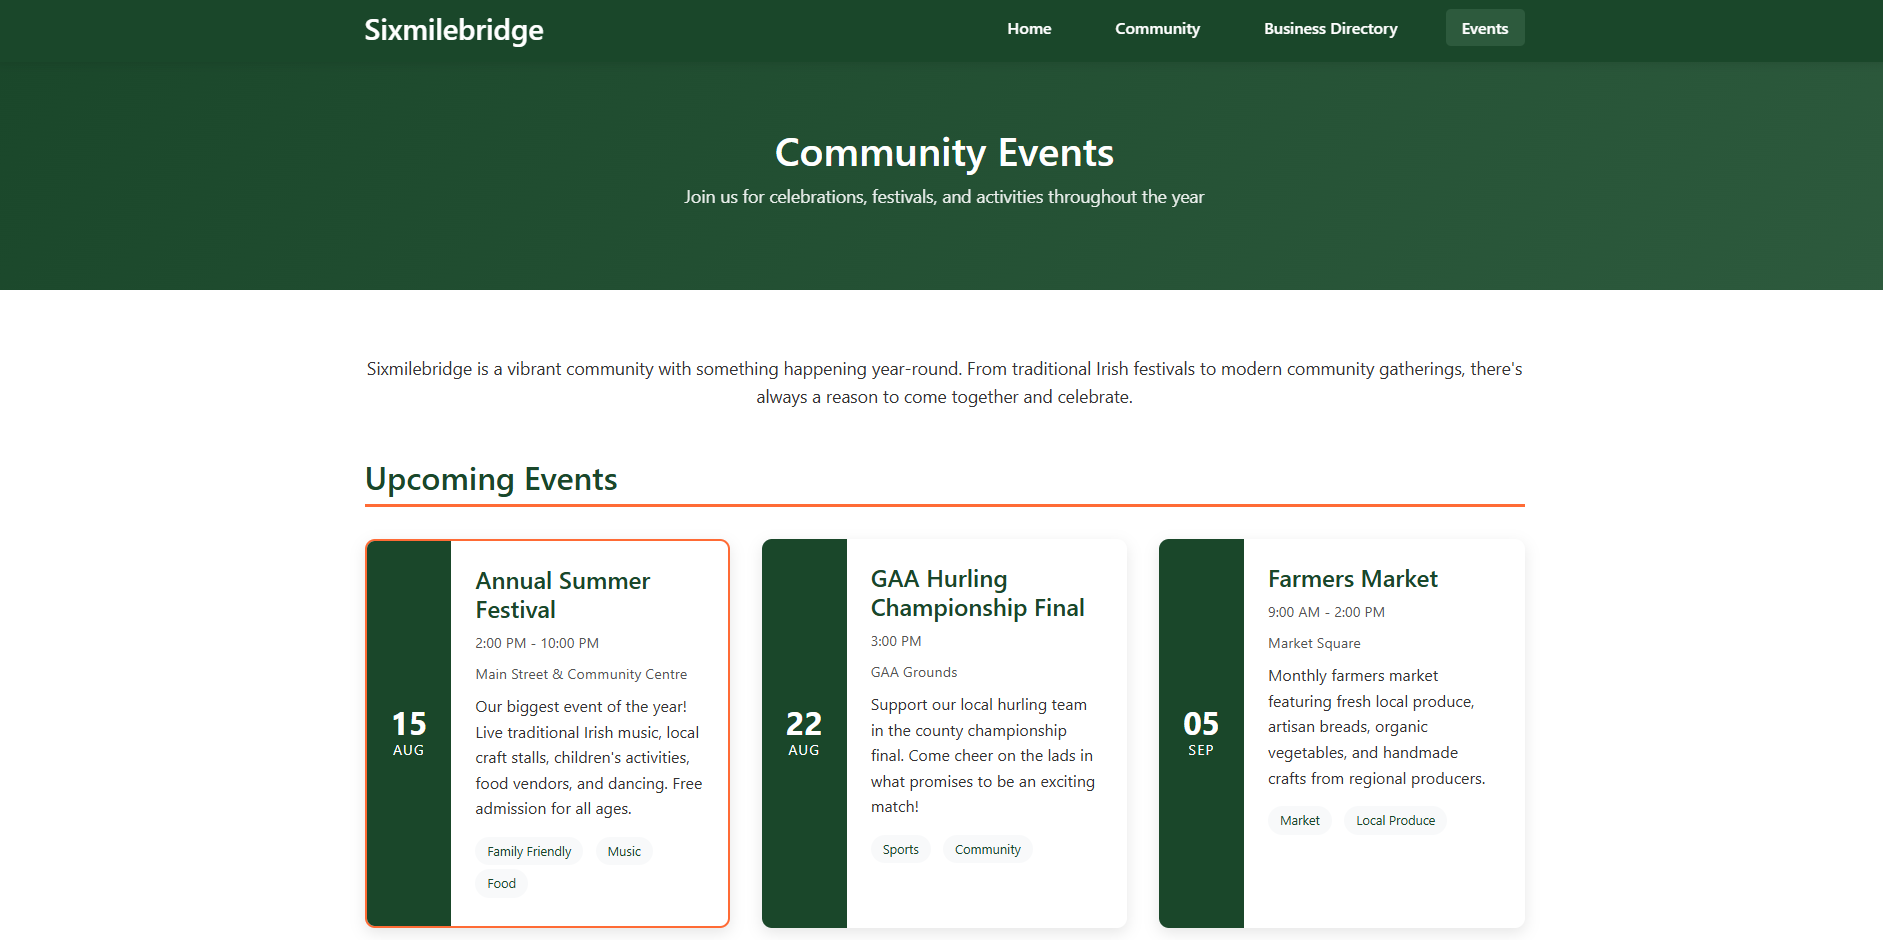 Sixmilebridge
Home
Community
Business Directory
Events
Community Events
Join us for celebrations, festivals, and activities throughout the year
Sixmilebridge is a vibrant community with something happening year-round. From traditional Irish festivals to modern community gatherings, there's
always a reason to come together and celebrate.
Upcoming Events
15
AUG
Annual Summer
Festival
2:00 PM - 10:00 PM
Main Street & Community Centre
Our biggest event of the year!
Live traditional Irish music, local
craft stalls, children's activities,
food vendors, and dancing. Free
admission for all ages.
Family Friendly
Music
Food
22
AUG
GAA Hurling
Championship Final
3:00 PM
GAA Grounds
Support our local hurling team
in the county championship
final. Come cheer on the lads in
what promises to be an exciting
match!
Sports
Community
05
SEP
Farmers Market
9:00 AM - 2:00 PM
Market Square
Monthly farmers market
featuring fresh local produce,
artisan breads, organic
vegetables, and handmade
crafts from regional producers.
Market
Local Produce